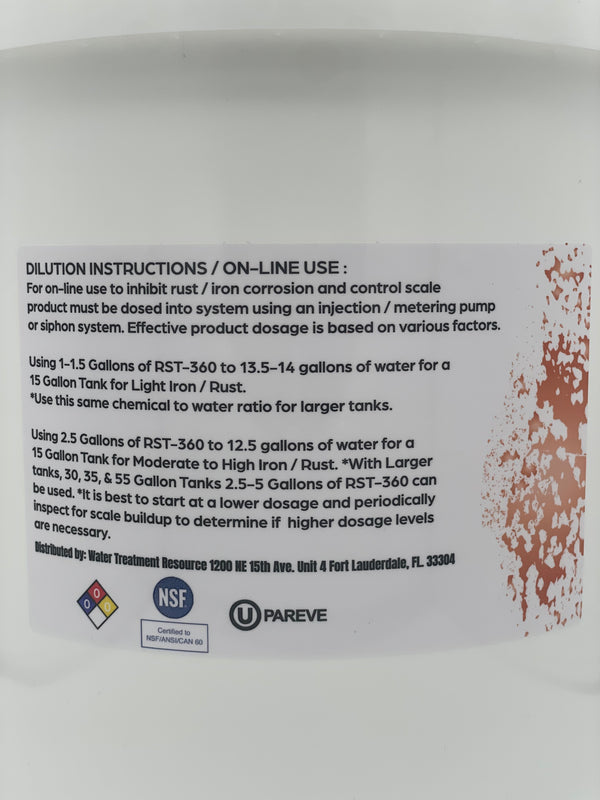 DILUTION INSTRUCTIONS / ON-LINE USE :
For on-line use to inhibit rust / iron corrosion and control scale
product must be dosed into system using an injection / metering pump
or siphon system. Effective product dosage is based on various factors.
Using 1-1.5 Gallons of RST-360 to 13.5-14 gallons of water for a
15 Gallon Tank for Light Iron / Rust.
*Use this same chemical to water ratio for larger tanks.
Using 2.5 Gallons of RST-360 to 12.5 gallons of water for a
15 Gallon Tank for Moderate to High Iron / Rust. *With Larger
tanks, 30, 35, & 55 Gallon Tanks 2.5-5 Gallons of RST-360 can
be used. *It is best to start at a lower dosage and periodically
inspect for scale buildup to determine if higher dosage levels
are necessary.
Distributed by: Water Treatment Resource 1200 NE 15th Ave. Unit 4 Fort Lauderdale, FL. 33304
0
0 0
NSF
Certified to
NSF/ANSI/CAN 60
U PAREVE